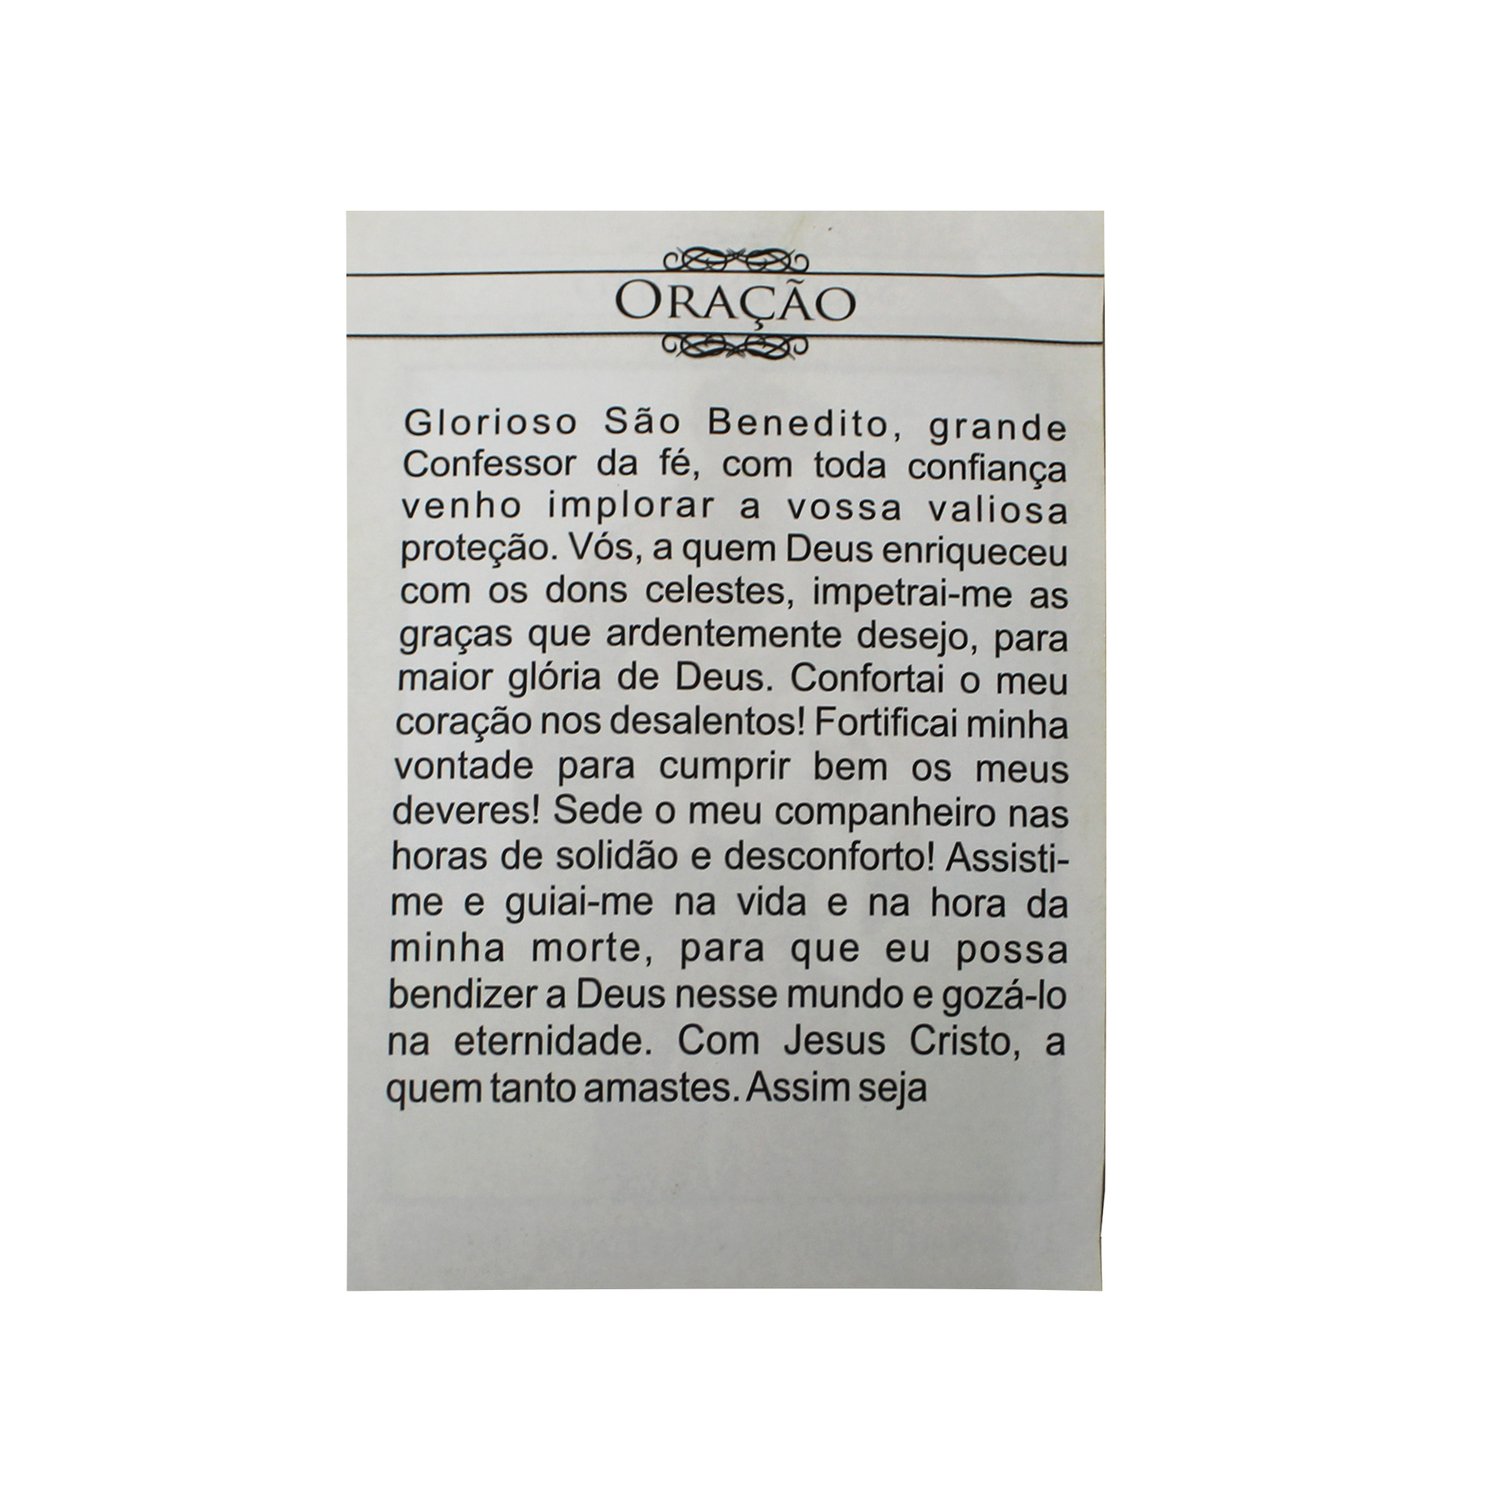 ORAÇÃO
Glorioso São Benedito, grande
Confessor da fé, com toda confiança
venho implorar a vossa valiosa
proteção. Vós, a quem Deus enriqueceu
com os dons celestes, impetrai-me as
graças que ardentemente desejo, para
maior glória de Deus. Confortai o meu
coração nos desalentos! Fortificai minha
vontade para cumprir bem os meus
deveres! Sede o meu companheiro nas
horas de solidão e desconforto! Assisti-
me e guiai-me na vida e na hora da
minha morte, para que eu possa
bendizer a Deus nesse mundo e gozá-lo
na eternidade. Com Jesus Cristo, a
quem tanto amastes. Assim seja